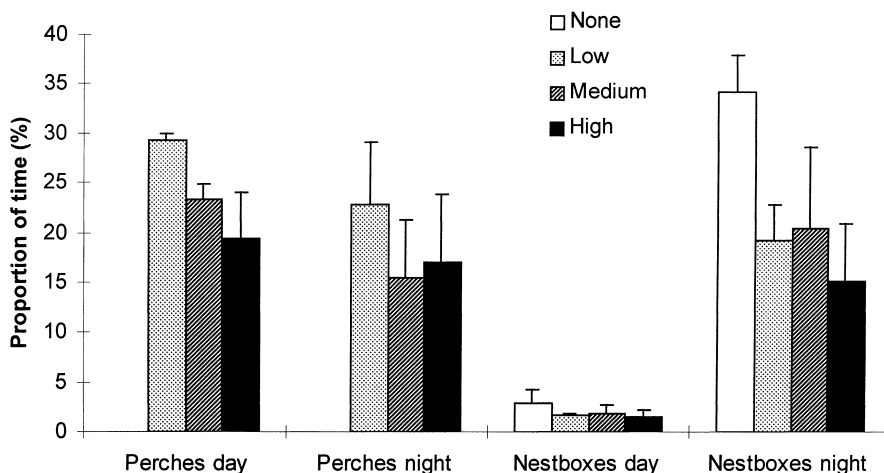 Proportion of time (%)
40
35
30
25
20
15
10
5
0
None
Low
Medium
High
Perches day
Perches night
Nestboxes day
Nestboxes night